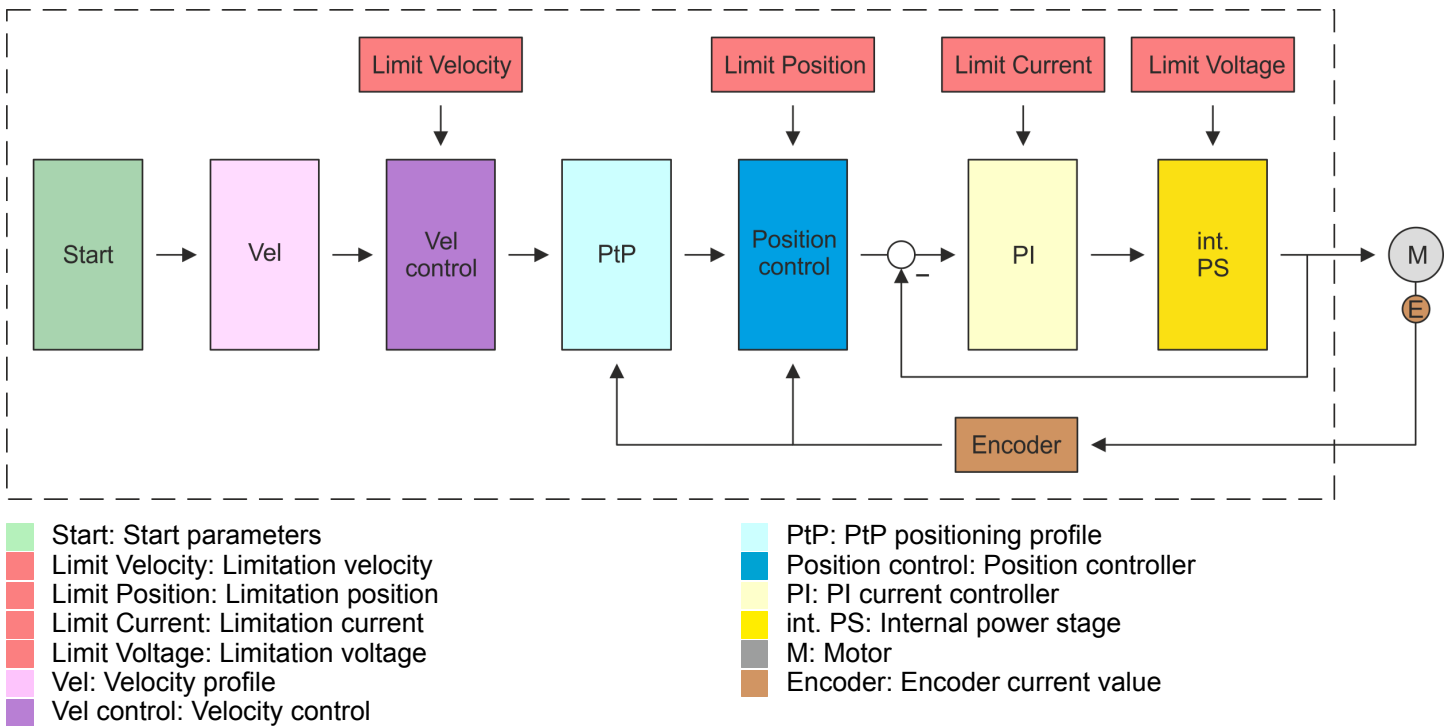 Limit Velocity
Limit Position
Limit Current
Limit Voltage
Start
Vel
Vel
control
PtP
Position
control
–
PI
int.
PS
M
E
Encoder
Start: Start parameters
Limit Velocity: Limitation velocity
Limit Position: Limitation position
Limit Current: Limitation current
Limit Voltage: Limitation voltage
Vel: Velocity profile
Vel control: Velocity control
PtP: PtP positioning profile
Position control: Position controller
PI: PI current controller
int. PS: Internal power stage
M: Motor
Encoder: Encoder current value